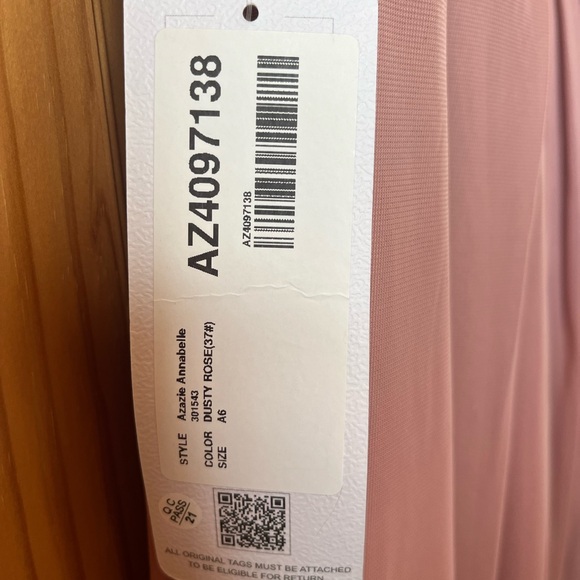 AZ4097138
AZ4097138
STYLE Azazie Annabelle
301543
COLOR DUSTY ROSE(37#)
SIZE A6
QC
PASS
21
ALL ORIGINAL TAGS MUST BE ATTACHED
TO BE ELIGIBLE FOR RETURN